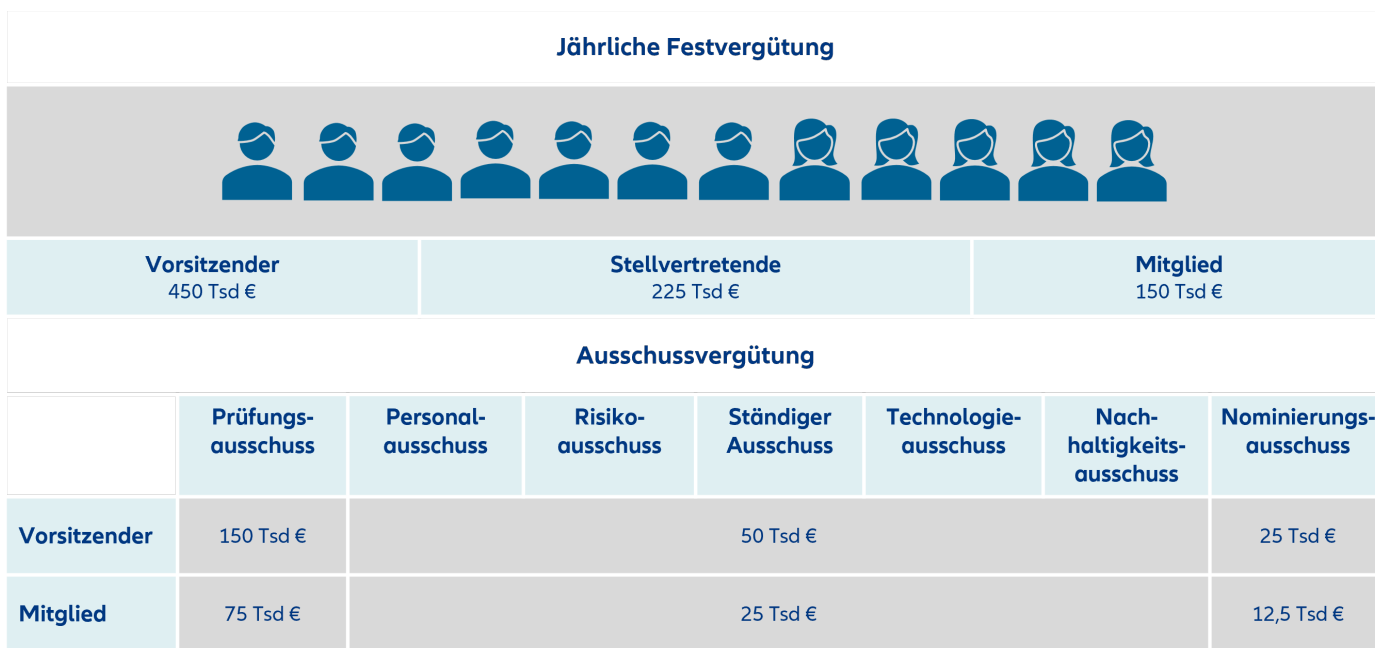 Jährliche Festvergütung
Vorsitzender
450 Tsd €
Stellvertretende
225 Tsd €
Mitglied
150 Tsd €
Ausschussvergütung
Prüfungs-
ausschuss
Personal-
ausschuss
Risiko-
ausschuss
Ständiger
Ausschuss
Technologie-
ausschuss
Nach-
haltigkeits-
ausschuss
Nominierungs-
ausschuss
Vorsitzender
150 Tsd €
50 Tsd €
25 Tsd €
Mitglied
75 Tsd €
25 Tsd €
12,5 Tsd €